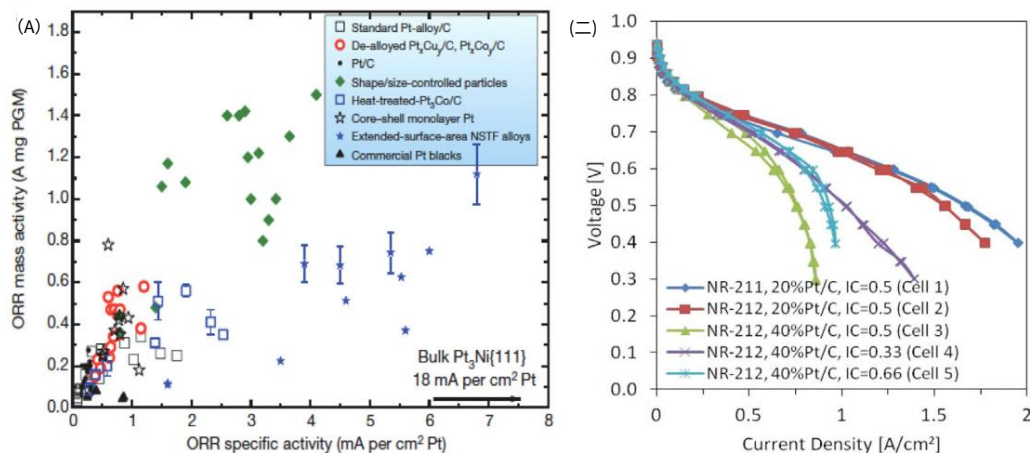 (A)
ORR mass activity (A mg PGM)
1.8
1.6
1.4
1.2
1.0
0.8
0.6
0.4
0.2
0
Standard Pt-alloy/C
De-alloyed PtₓCuᵧ/C, PtₓCoᵧ/C
Pt/C
Shape/size-controlled particles
Heat-treated-Pt₃Co/C
Core–shell monolayer Pt
Extended-surface-area NSTF alloys
Commercial Pt blacks
Bulk Pt₃Ni{111}
18 mA per cm² Pt
0 1 2 3 4 5 6 7 8
ORR specific activity (mA per cm² Pt)
(二)
Voltage [V]
1.0
0.9
0.8
0.7
0.6
0.5
0.4
0.3
0.2
0.1
0.0
NR-211, 20%Pt/C, IC=0.5 (Cell 1)
NR-212, 20%Pt/C, IC=0.5 (Cell 2)
NR-212, 40%Pt/C, IC=0.5 (Cell 3)
NR-212, 40%Pt/C, IC=0.33 (Cell 4)
NR-212, 40%Pt/C, IC=0.66 (Cell 5)
0 0.5 1 1.5 2
Current Density [A/cm²]